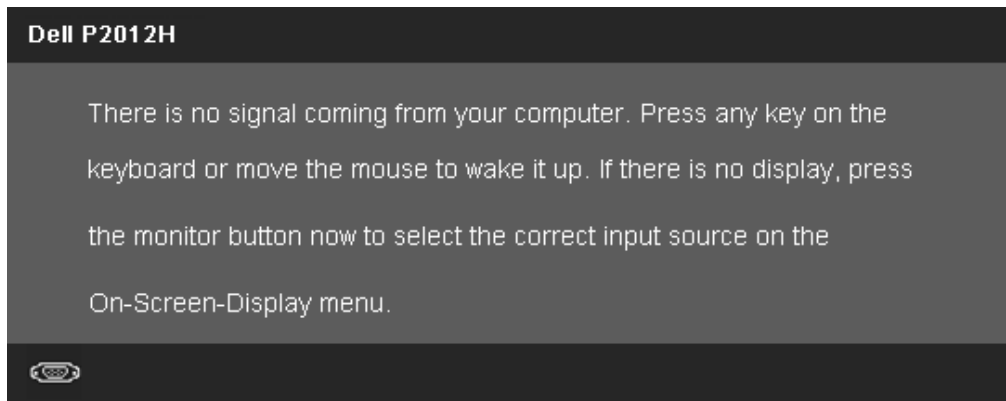 Dell P2012H
There is no signal coming from your computer. Press any key on the
keyboard or move the mouse to wake it up. If there is no display, press
the monitor button now to select the correct input source on the
On-Screen-Display menu.